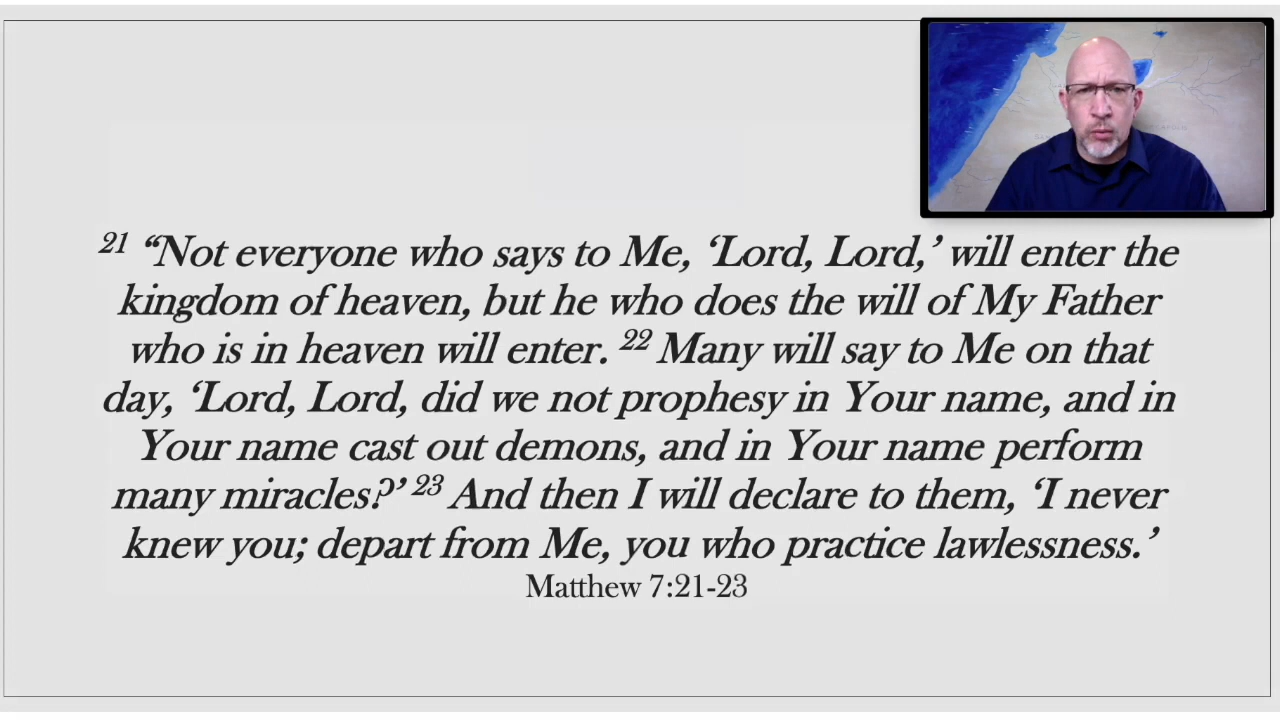 21 “Not everyone who says to Me, ‘Lord, Lord,’ will enter the
kingdom of heaven, but he who does the will of My Father
who is in heaven will enter. 22 Many will say to Me on that
day, ‘Lord, Lord, did we not prophesy in Your name, and in
Your name cast out demons, and in Your name perform
many miracles?’ 23 And then I will declare to them, ‘I never
knew you; depart from Me, you who practice lawlessness.’
Matthew 7:21-23